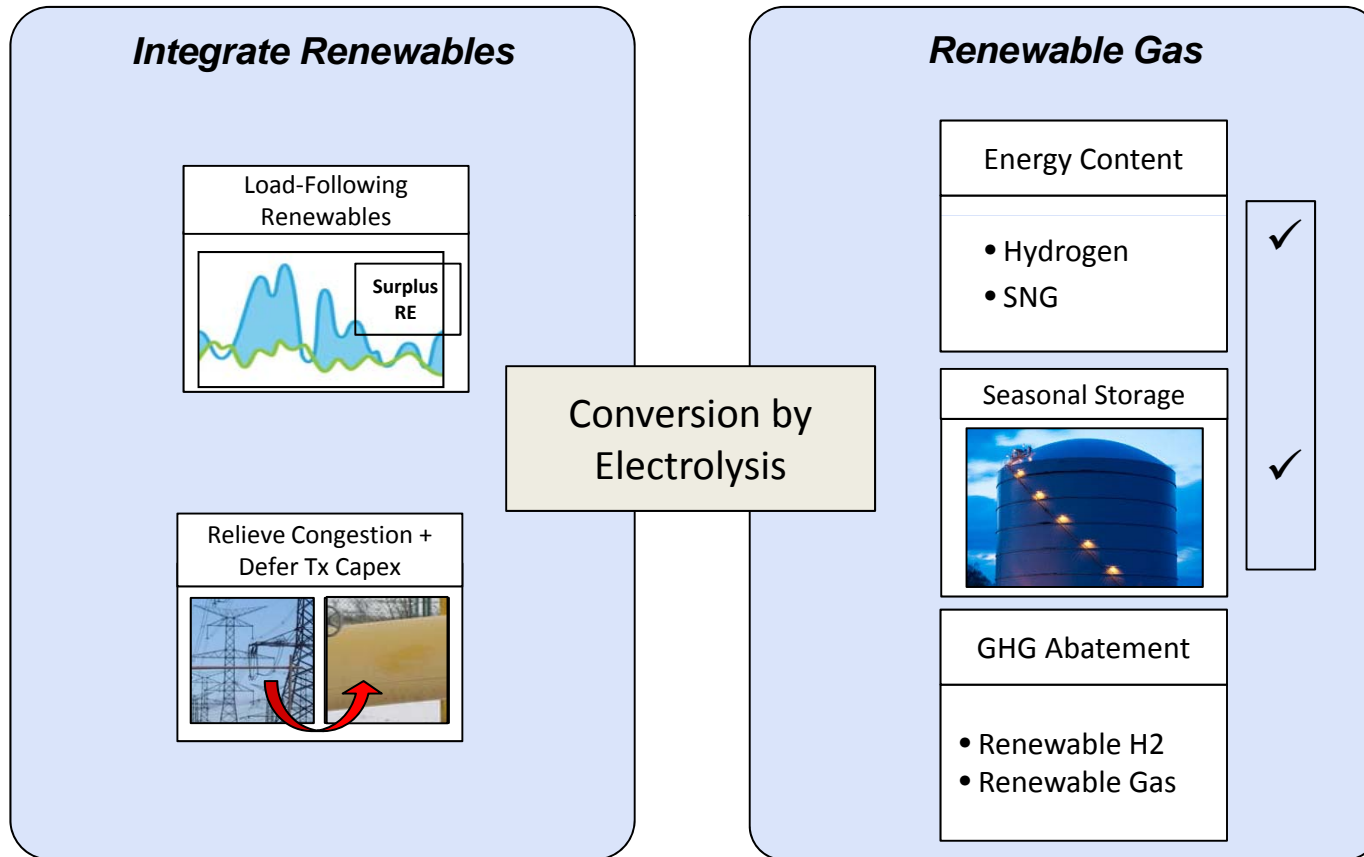 Integrate Renewables
Load-Following
Renewables
Surplus
RE
Relieve Congestion +
Defer Tx Capex
Conversion by
Electrolysis
Renewable Gas
Energy Content
• Hydrogen
• SNG
✓
Seasonal Storage
✓
GHG Abatement
• Renewable H2
• Renewable Gas